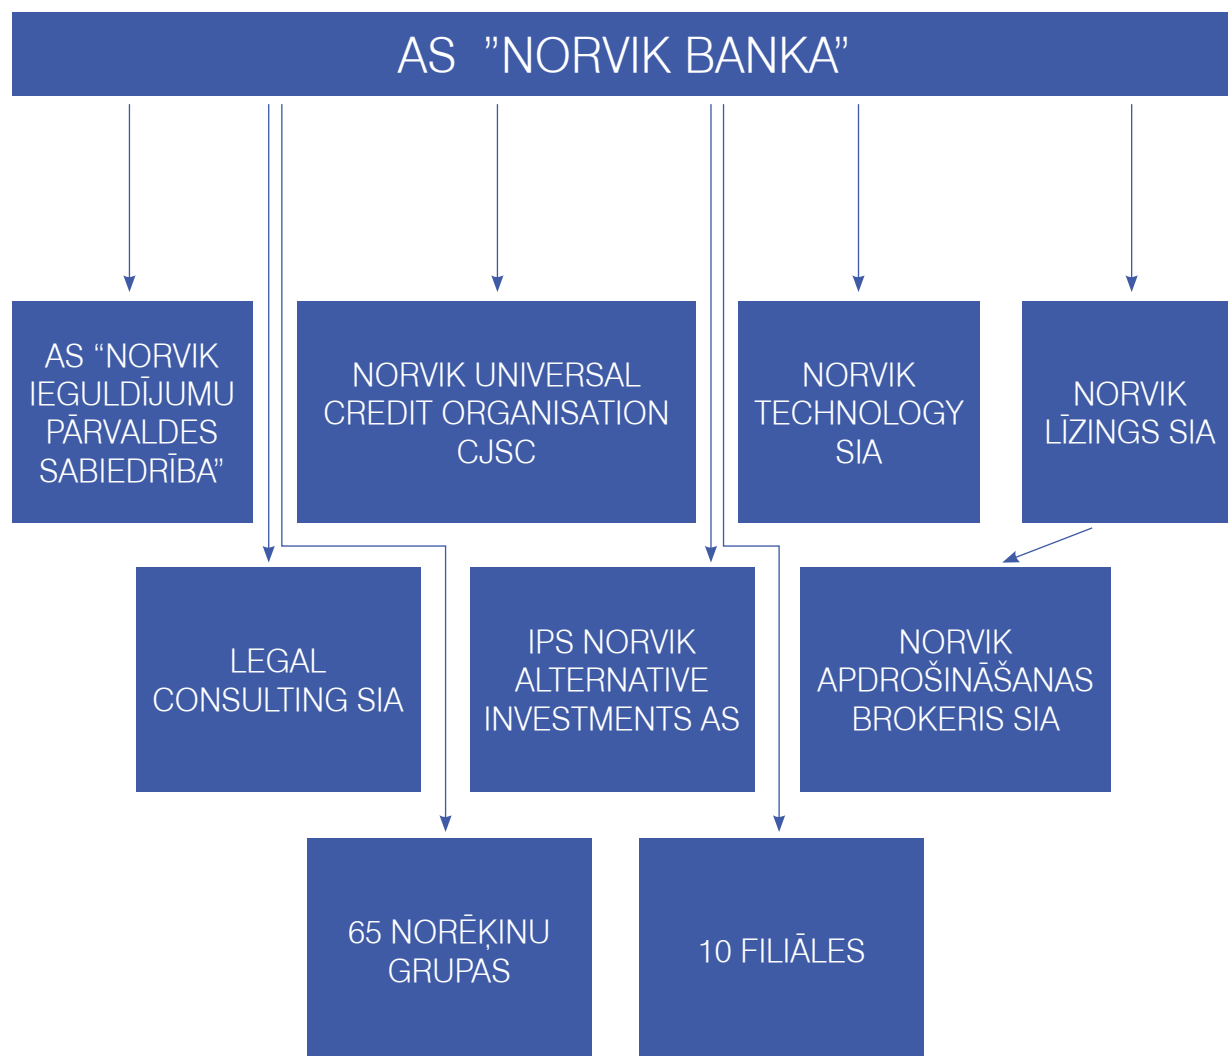 AS ”NORVIK BANKA”
AS “NORVIK
IEGULDĪJUMU
PĀRVALDES
SABIEDRĪBA”
NORVIK UNIVERSAL
CREDIT ORGANISATION
CJSC
NORVIK
TECHNOLOGY
SIA
NORVIK
LĪZINGS SIA
LEGAL
CONSULTING SIA
IPS NORVIK
ALTERNATIVE
INVESTMENTS AS
NORVIK
APDROŠINĀŠANAS
BROKERIS SIA
65 NORĒĶINU
GRUPAS
10 FILIĀLES